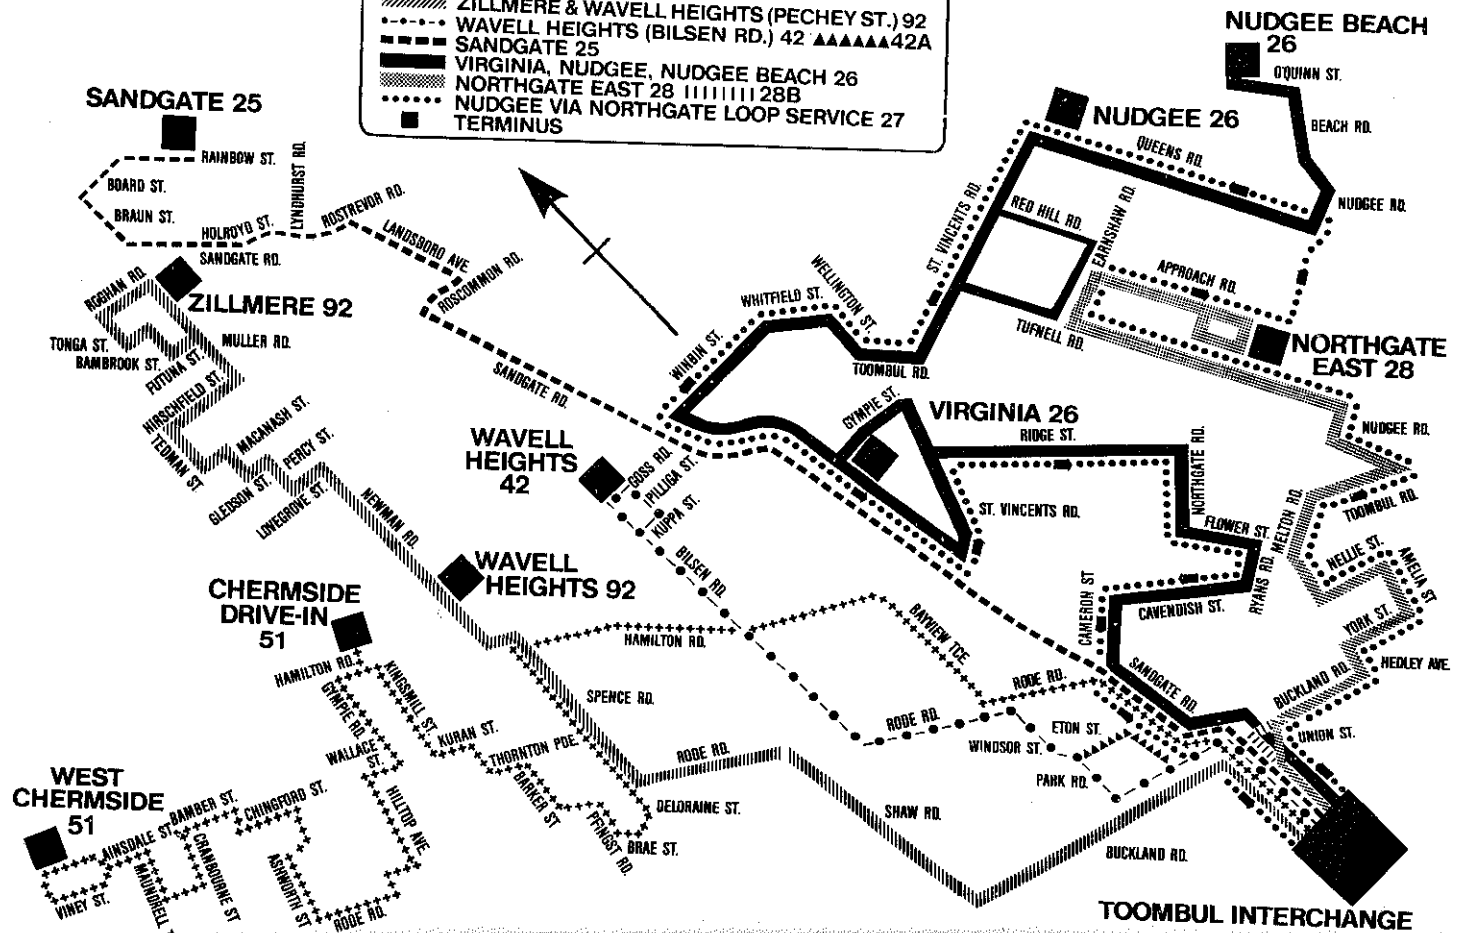 ZILLMERE & WAVELL HEIGHTS (PECHEY ST.) 92
WAVELL HEIGHTS (BILSEN RD.) 42 ▲▲▲▲▲▲42A
SANDGATE 25
VIRGINIA, NUDGEE, NUDGEE BEACH 26
NORTHGATE EAST 28 ||||||||| 28B
NUDGEE VIA NORTHGATE LOOP SERVICE 27
TERMINUS
NUDGEE BEACH
26
O'QUINN ST.
BEACH RD.
NUDGEE RD.
SANDGATE 25
RAINBOW ST.
BOARD ST.
BRAUN ST.
HOLROYD ST.
LYNDHURST RD.
ROSTREVOR RD.
SANDGATE RD.
LANDSBORO AVE.
ROSCOMMON RD.
NUDGEE 26
QUEENS RD.
ST. VINCENTS RD.
RED HILL RD.
EARNSHAW RD.
APPROACH RD.
TUFNELL RD.
NORTHGATE
EAST 28
NUDGEE RD.
ROGHAN RD.
ZILLMERE 92
TONGA ST.
BAMBROOK ST.
FUTUNA ST.
MULLER RD.
HIRSCHFIELD ST.
TEDMAN ST.
MACANASH ST.
PERCY ST.
GLEDSON ST.
LOVEGROVE ST.
NEWMAN RD.
SANDGATE RD.
WINBIN ST.
WHITFIELD ST.
WELLINGTON ST.
TOOMBUL RD.
GYMPIE ST.
VIRGINIA 26
RIDGE ST.
NORTHGATE RD.
ST. VINCENTS RD.
FLOWER ST.
RYANS RD.
CAVENDISH ST.
CAMERON ST
MELTON RD.
TOOMBUL RD.
NELLIE ST.
AMELIA ST
YORK ST.
HEDLEY AVE.
BUCKLAND RD.
UNION ST.
WAVELL
HEIGHTS
42
GOSS RD.
PILLIGA ST.
KUPPA ST.
BILSEN RD.
WAVELL
HEIGHTS 92
CHERMSIDE
DRIVE-IN
51
HAMILTON RD.
HAMILTON RD.
BAYVIEW TCE
GYMPIE RD.
KINGSMILL ST.
KURAN ST.
WALLACE
ST.
THORNTON PDE.
BARKER ST
PFINGST RD.
SPENCE RD.
DELORAINE ST.
BRAE ST.
RODE RD.
RODE RD.
RODE RD.
SANDGATE RD.
ETON ST.
WINDSOR ST.
PARK RD.
SHAW RD.
BUCKLAND RD.
WEST
CHERMSIDE
51
AINSDALE ST.
BAMBER ST.
CHINGFORD ST.
HILLTOP AVE.
VINEY ST.
MAUNDRELL
CRANBOURNE ST
ASHWORTH ST
RODE RD.
TOOMBUL INTERCHANGE